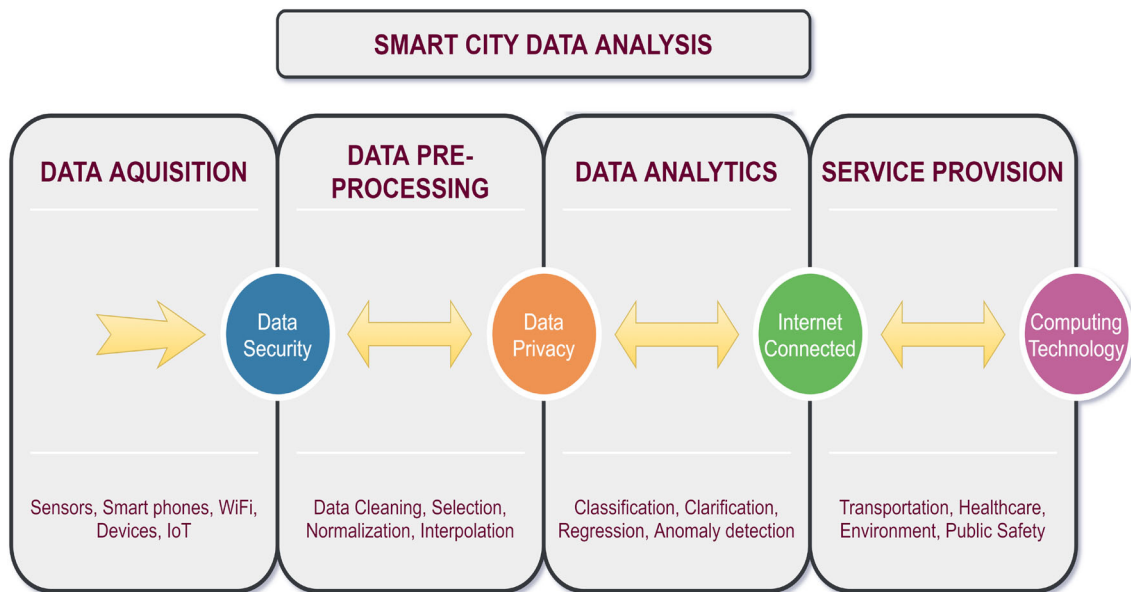 SMART CITY DATA ANALYSIS
DATA AQUISITION
DATA PRE-
PROCESSING
DATA ANALYTICS
SERVICE PROVISION
Data
Security
Data
Privacy
Internet
Connected
Computing
Technology
Sensors, Smart phones, WiFi,
Devices, IoT
Data Cleaning, Selection,
Normalization, Interpolation
Classification, Clarification,
Regression, Anomaly detection
Transportation, Healthcare,
Environment, Public Safety